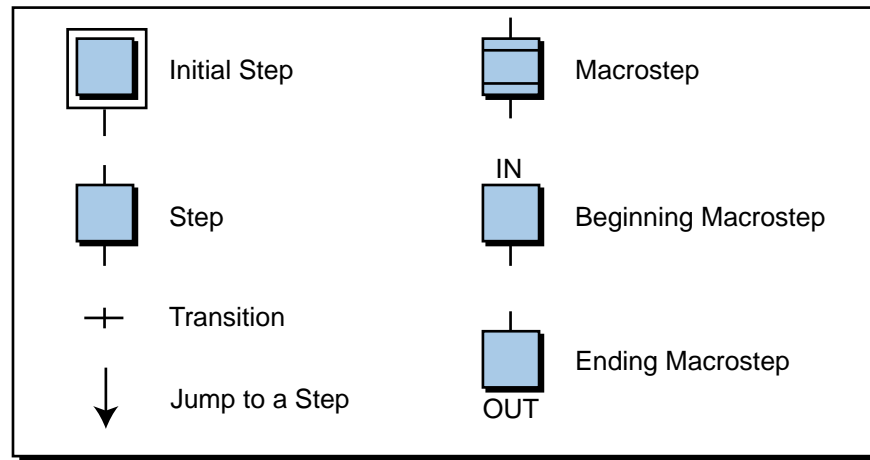 Initial Step
Step
Transition
Jump to a Step
Macrostep
IN
Beginning Macrostep
Ending Macrostep
OUT